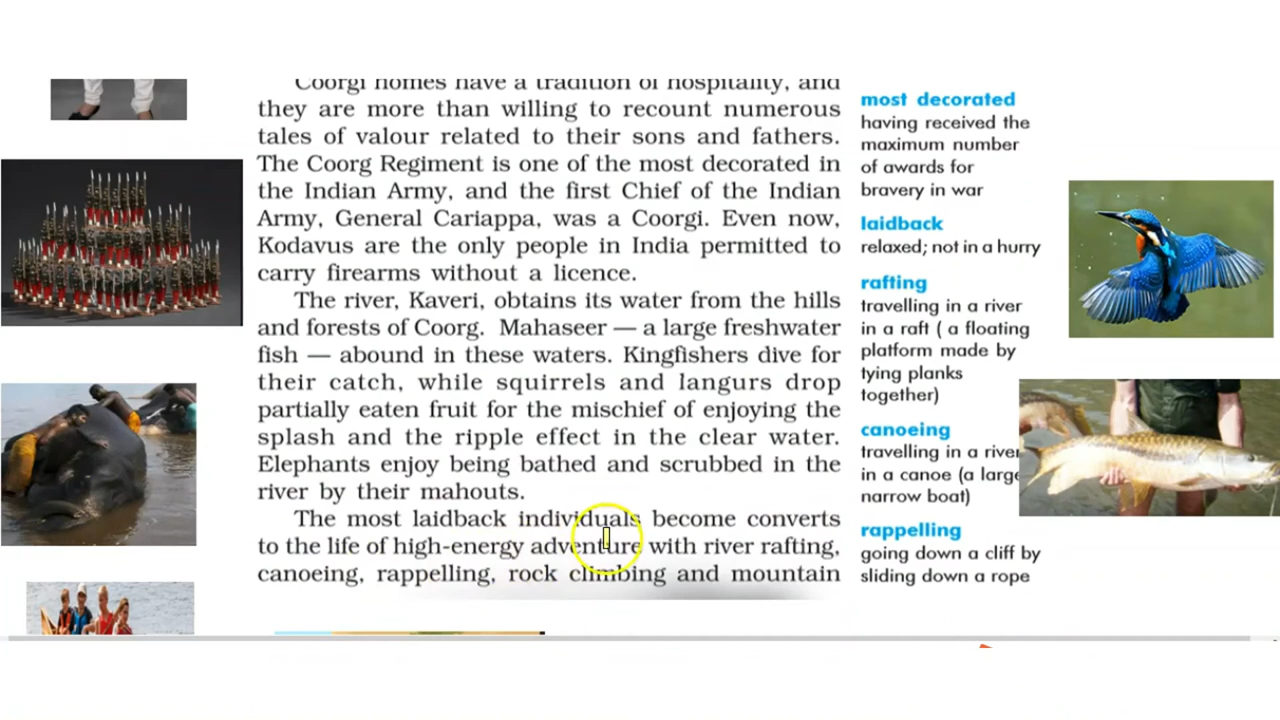 Coorgi homes have a tradition of hospitality, and
they are more than willing to recount numerous
tales of valour related to their sons and fathers.
The Coorg Regiment is one of the most decorated in
the Indian Army, and the first Chief of the Indian
Army, General Cariappa, was a Coorgi. Even now,
Kodavus are the only people in India permitted to
carry firearms without a licence.
The river, Kaveri, obtains its water from the hills
and forests of Coorg. Mahaseer — a large freshwater
fish — abound in these waters. Kingfishers dive for
their catch, while squirrels and langurs drop
partially eaten fruit for the mischief of enjoying the
splash and the ripple effect in the clear water.
Elephants enjoy being bathed and scrubbed in the
river by their mahouts.
The most laidback individuals become converts
to the life of high-energy adventure with river rafting,
canoeing, rappelling, rock climbing and mountain
most decorated
having received the
maximum number
of awards for
bravery in war
laidback
relaxed; not in a hurry
rafting
travelling in a river
in a raft ( a floating
platform made by
tying planks
together)
canoeing
travelling in a river
in a canoe (a large
narrow boat)
rappelling
going down a cliff by
sliding down a rope